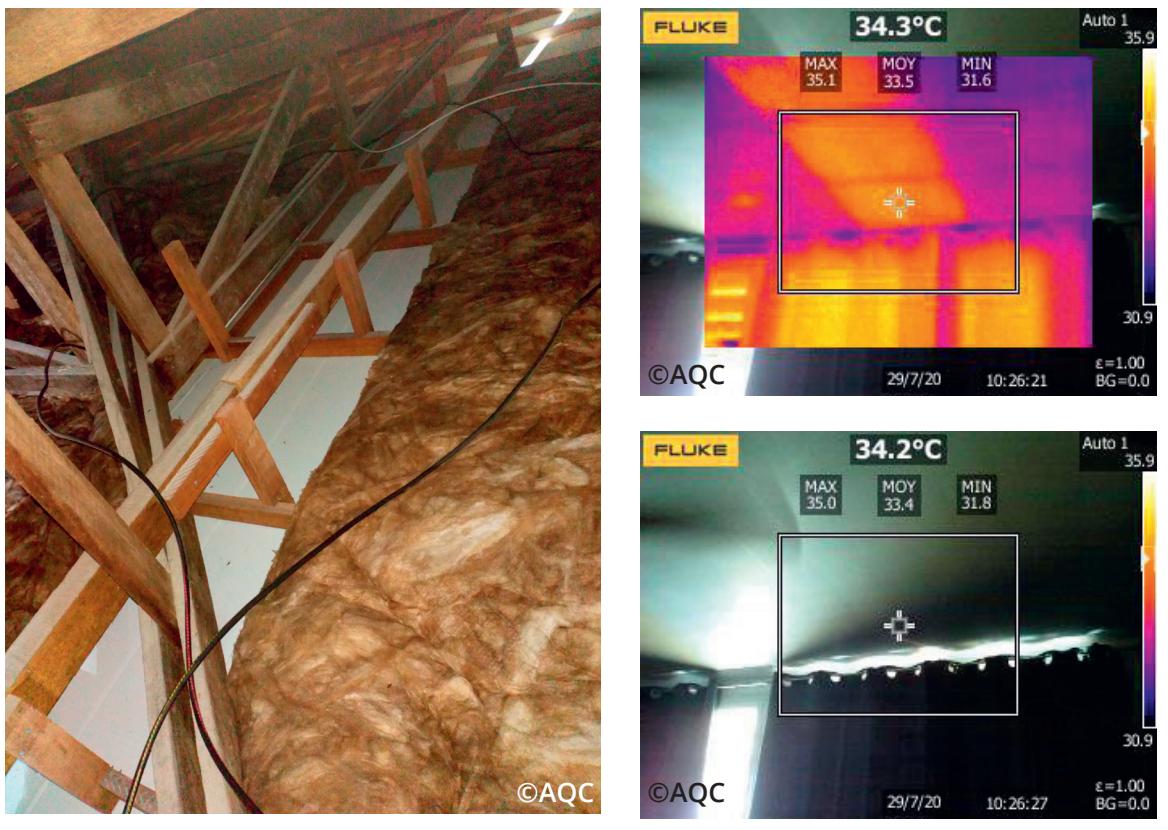 ©AQC
FLUKE
34.3°C
Auto 1
35.9
MAX
35.1
MOY
33.5
MIN
31.6
30.9
ε=1.00
BG=0.0
©AQC
29/7/20
10:26:21
FLUKE
34.2°C
Auto 1
35.9
MAX
35.0
MOY
33.4
MIN
31.8
30.9
ε=1.00
BG=0.0
©AQC
29/7/20
10:26:27